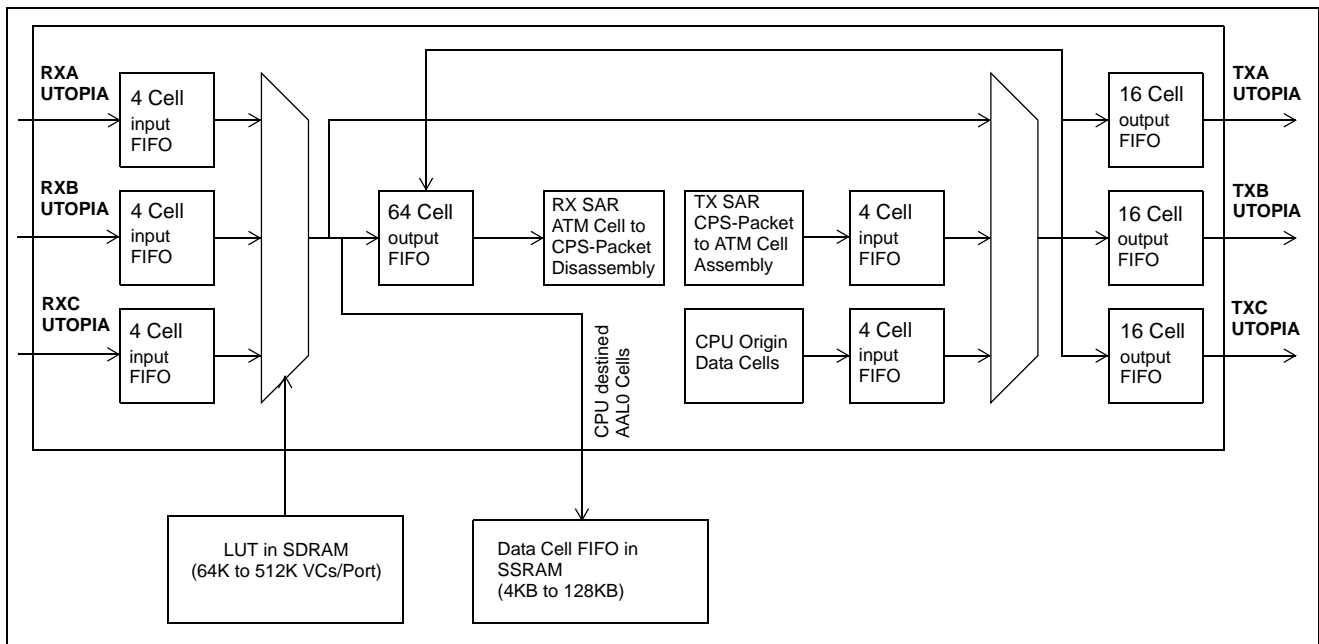 RXA
UTOPIA
4 Cell
input
FIFO
16 Cell
output
FIFO
TXA
UTOPIA
RXB
UTOPIA
4 Cell
input
FIFO
64 Cell
output
FIFO
RX SAR
ATM Cell to
CPS-Packet
Disassembly
TX SAR
CPS-Packet
to ATM Cell
Assembly
4 Cell
input
FIFO
16 Cell
output
FIFO
TXB
UTOPIA
RXC
UTOPIA
4 Cell
input
FIFO
CPU destined
AAL0 Cells
CPU Origin
Data Cells
4 Cell
input
FIFO
16 Cell
output
FIFO
TXC
UTOPIA
LUT in SDRAM
(64K to 512K VCs/Port)
Data Cell FIFO in
SSRAM
(4KB to 128KB)